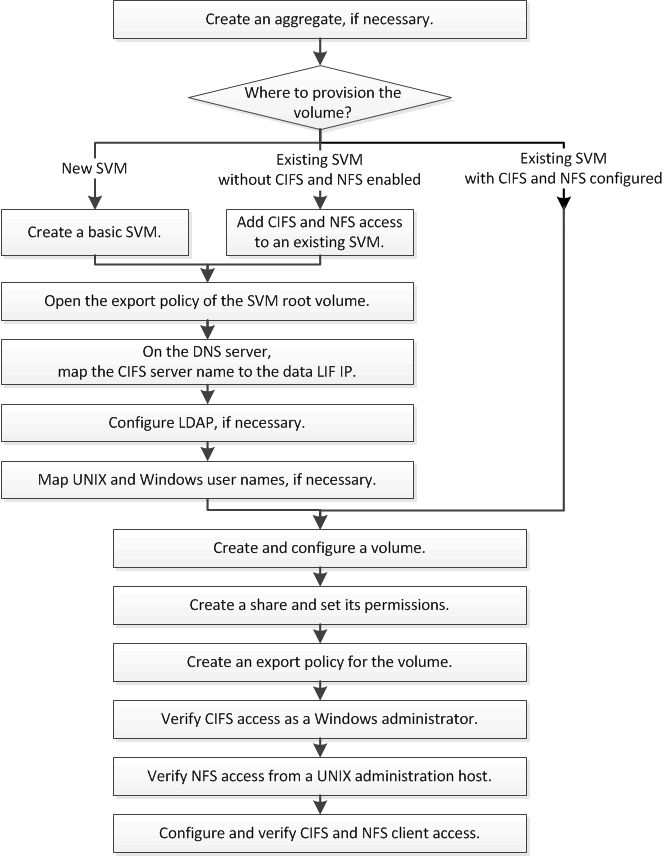 Create an aggregate, if necessary.
Where to provision the
volume?
New SVM
Existing SVM
without CIFS and NFS enabled
Existing SVM
with CIFS and NFS configured
Create a basic SVM.
Add CIFS and NFS access
to an existing SVM.
Open the export policy of the SVM root volume.
On the DNS server,
map the CIFS server name to the data LIF IP.
Configure LDAP, if necessary.
Map UNIX and Windows user names, if necessary.
Create and configure a volume.
Create a share and set its permissions.
Create an export policy for the volume.
Verify CIFS access as a Windows administrator.
Verify NFS access from a UNIX administration host.
Configure and verify CIFS and NFS client access.